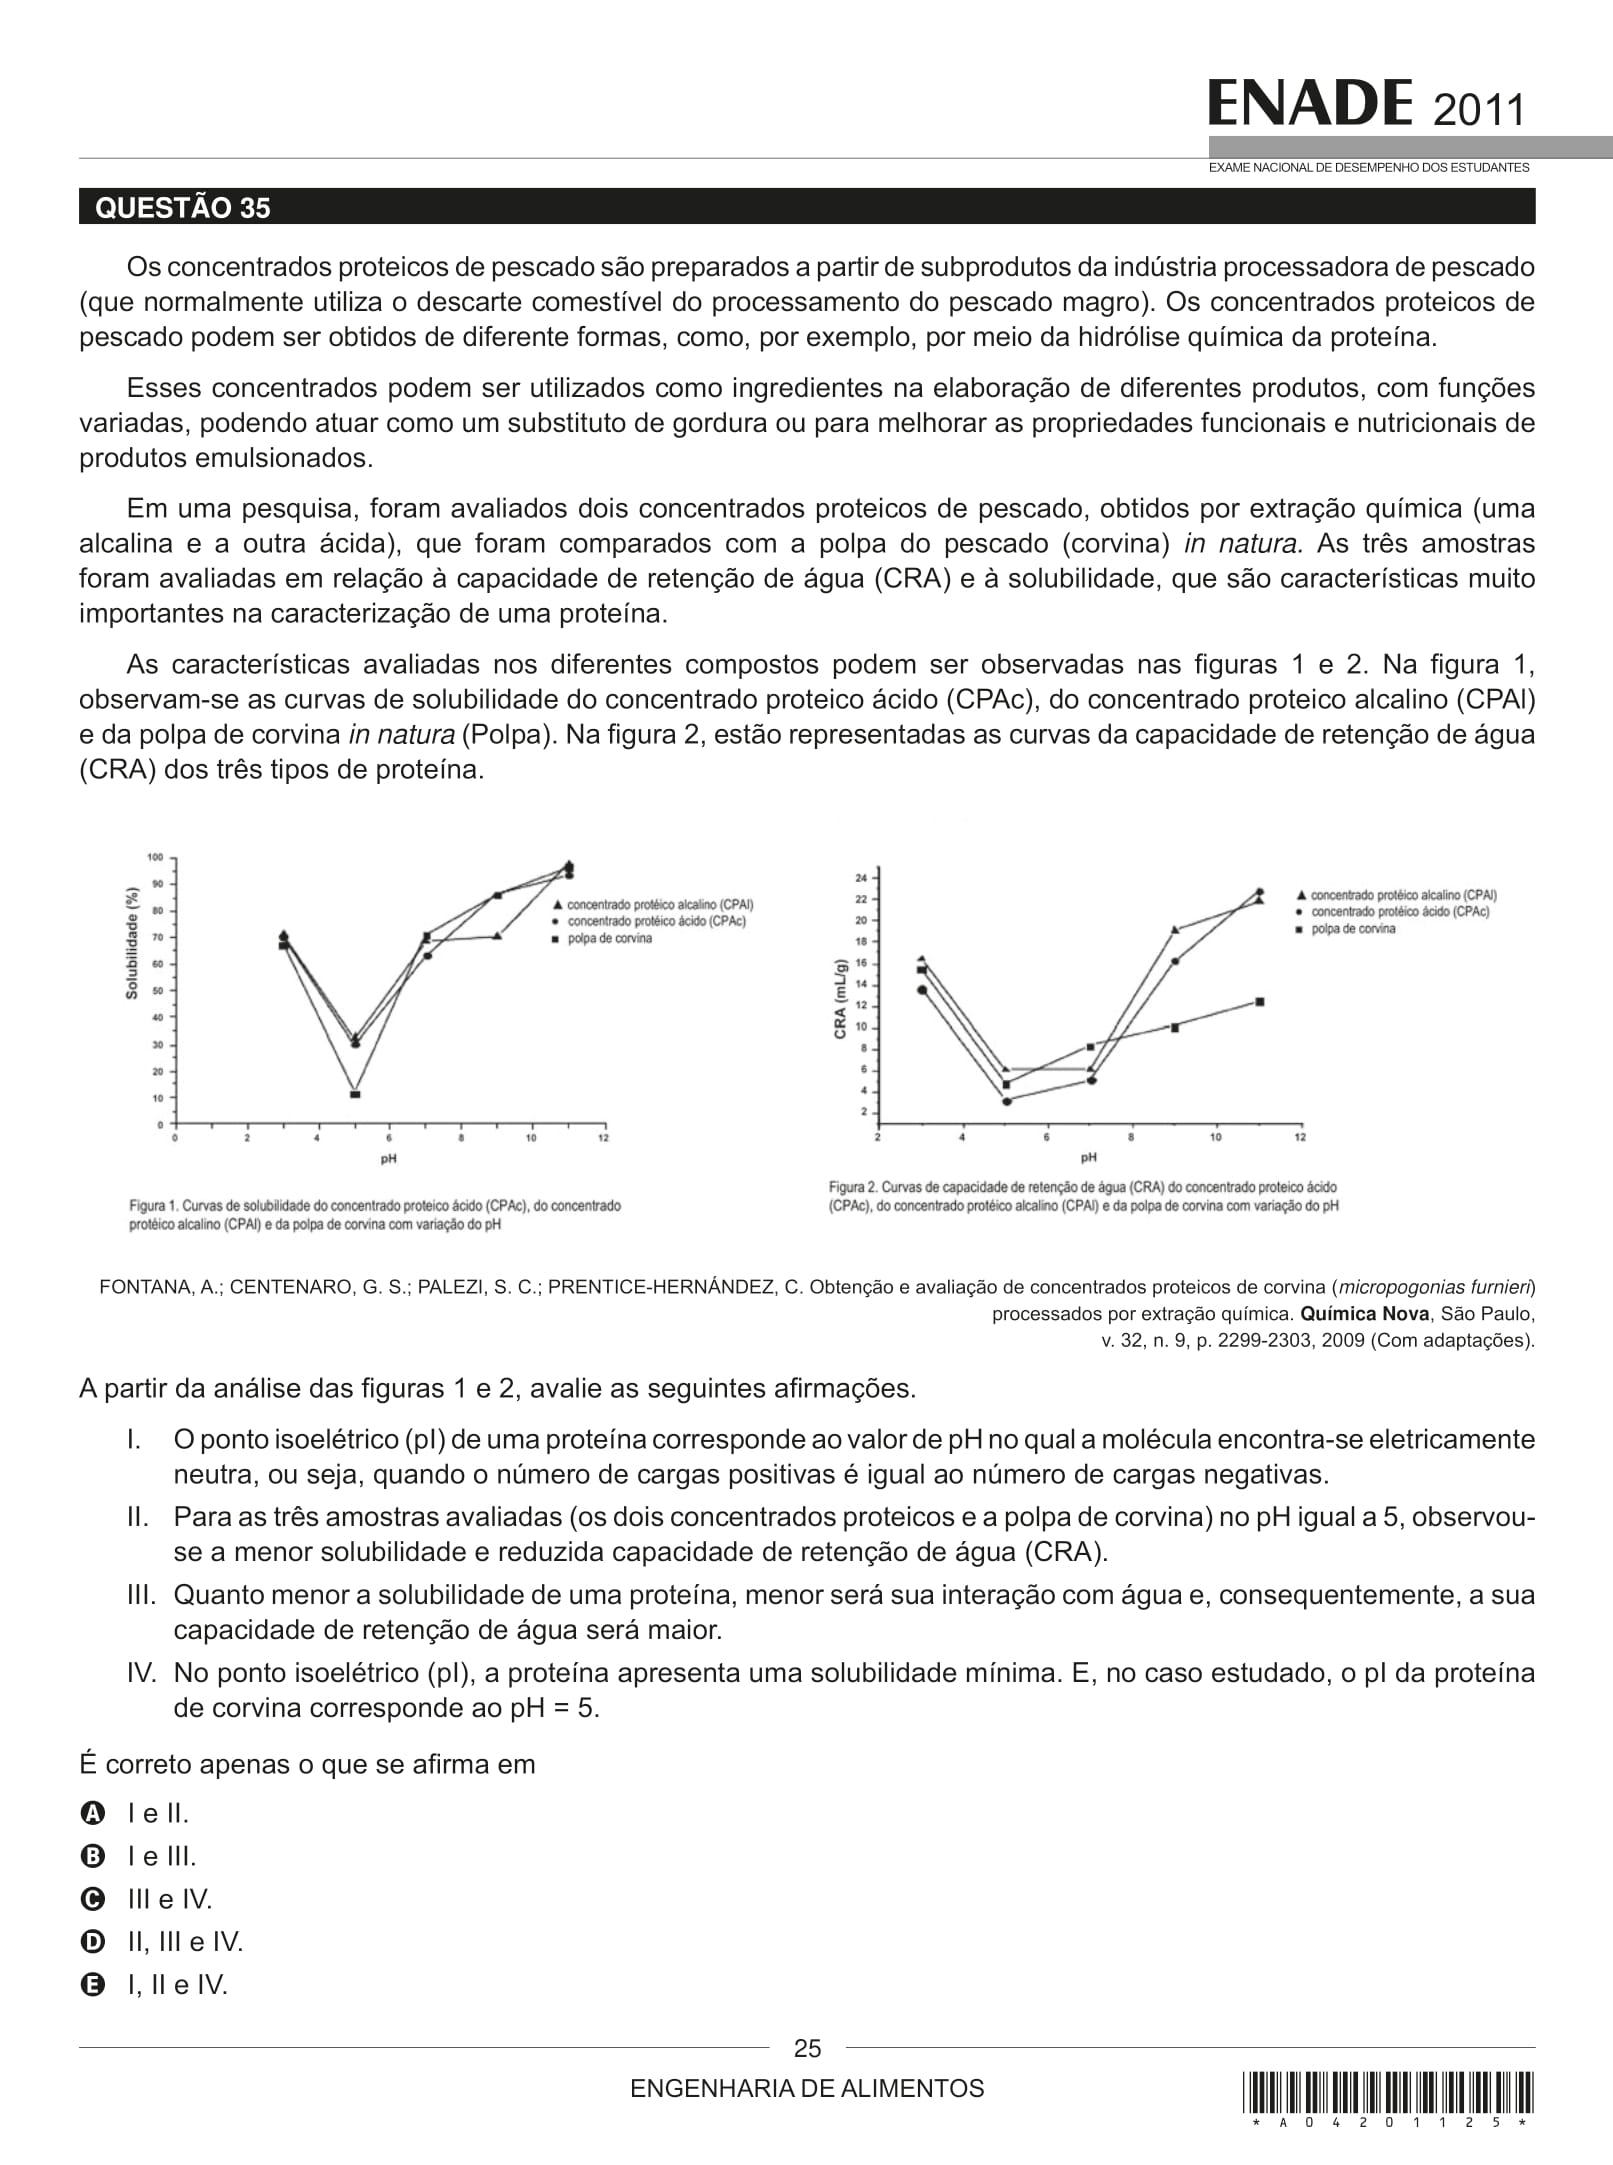 ENADE 2011
EXAME NACIONAL DE DESEMPENHO DOS ESTUDANTES
QUESTÃO 35
Os concentrados proteicos de pescado são preparados a partir de subprodutos da indústria processadora de pescado
(que normalmente utiliza o descarte comestível do processamento do pescado magro). Os concentrados proteicos de
pescado podem ser obtidos de diferente formas, como, por exemplo, por meio da hidrólise química da proteína.
Esses concentrados podem ser utilizados como ingredientes na elaboração de diferentes produtos, com funções
variadas, podendo atuar como um substituto de gordura ou para melhorar as propriedades funcionais e nutricionais de
produtos emulsionados.
Em uma pesquisa, foram avaliados dois concentrados proteicos de pescado, obtidos por extração química (uma
alcalina e a outra ácida), que foram comparados com a polpa do pescado (corvina) in natura. As três amostras
foram avaliadas em relação à capacidade de retenção de água (CRA) e à solubilidade, que são características muito
importantes na caracterização de uma proteína.
As características avaliadas nos diferentes compostos podem ser observadas nas figuras 1 e 2. Na figura 1,
observam-se as curvas de solubilidade do concentrado proteico ácido (CPAc), do concentrado proteico alcalino (CPAl)
e da polpa de corvina in natura (Polpa). Na figura 2, estão representadas as curvas da capacidade de retenção de água
(CRA) dos três tipos de proteína.
Solubilidade (%)
100
90
80
70
60
50
40
30
20
10
0
0 2 4 6 8 10 12
pH
concentrado protéico alcalino (CPAl)
concentrado protéico ácido (CPAc)
polpa de corvina
Figura 1. Curvas de solubilidade do concentrado proteico ácido (CPAc), do concentrado
protéico alcalino (CPAl) e da polpa de corvina com variação do pH
CRA (mL/g)
24
22
20
18
16
14
12
10
8
6
4
2
2 4 6 8 10 12
pH
concentrado protéico alcalino (CPAl)
concentrado protéico ácido (CPAc)
polpa de corvina
Figura 2. Curvas de capacidade de retenção de água (CRA) do concentrado proteico ácido
(CPAc), do concentrado protéico alcalino (CPAl) e da polpa de corvina com variação do pH
FONTANA, A.; CENTENARO, G. S.; PALEZI, S. C.; PRENTICE-HERNÁNDEZ, C. Obtenção e avaliação de concentrados proteicos de corvina (micropogonias furnieri)
processados por extração química. Química Nova, São Paulo,
v. 32, n. 9, p. 2299-2303, 2009 (Com adaptações).
A partir da análise das figuras 1 e 2, avalie as seguintes afirmações.
I. O ponto isoelétrico (pI) de uma proteína corresponde ao valor de pH no qual a molécula encontra-se eletricamente
neutra, ou seja, quando o número de cargas positivas é igual ao número de cargas negativas.
II. Para as três amostras avaliadas (os dois concentrados proteicos e a polpa de corvina) no pH igual a 5, observou-
se a menor solubilidade e reduzida capacidade de retenção de água (CRA).
III. Quanto menor a solubilidade de uma proteína, menor será sua interação com água e, consequentemente, a sua
capacidade de retenção de água será maior.
IV. No ponto isoelétrico (pI), a proteína apresenta uma solubilidade mínima. E, no caso estudado, o pI da proteína
de corvina corresponde ao pH = 5.
É correto apenas o que se afirma em
A I e II.
B I e III.
C III e IV.
D II, III e IV.
E I, II e IV.
25
ENGENHARIA DE ALIMENTOS
*A04201125*